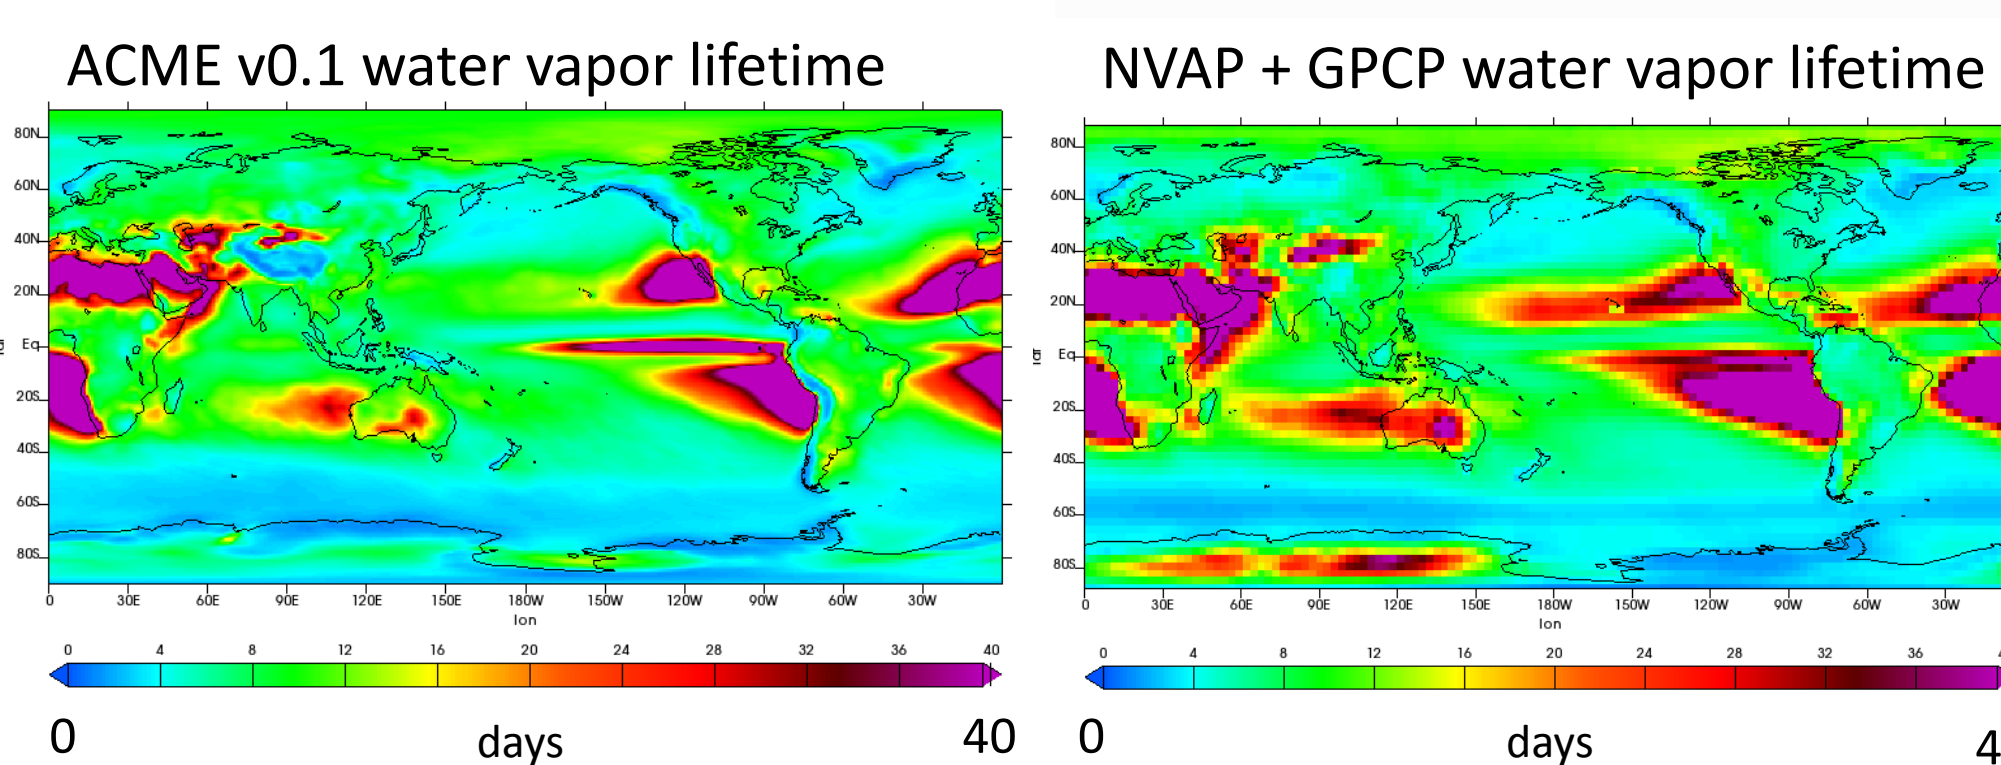 ACME v0.1 water vapor lifetime
80N
60N
40N
20N
Eq
20S
40S
60S
80S
0 30E 60E 90E 120E 150E 180W 150W 120W 90W 60W 30W
lon
0 4 8 12 16 20 24 28 32 36 40
0 days 40
NVAP + GPCP water vapor lifetime
80N
60N
40N
20N
Eq
20S
40S
60S
80S
0 30E 60E 90E 120E 150E 180W 150W 120W 90W 60W 30W
lon
0 4 8 12 16 20 24 28 32 36
0 days 4